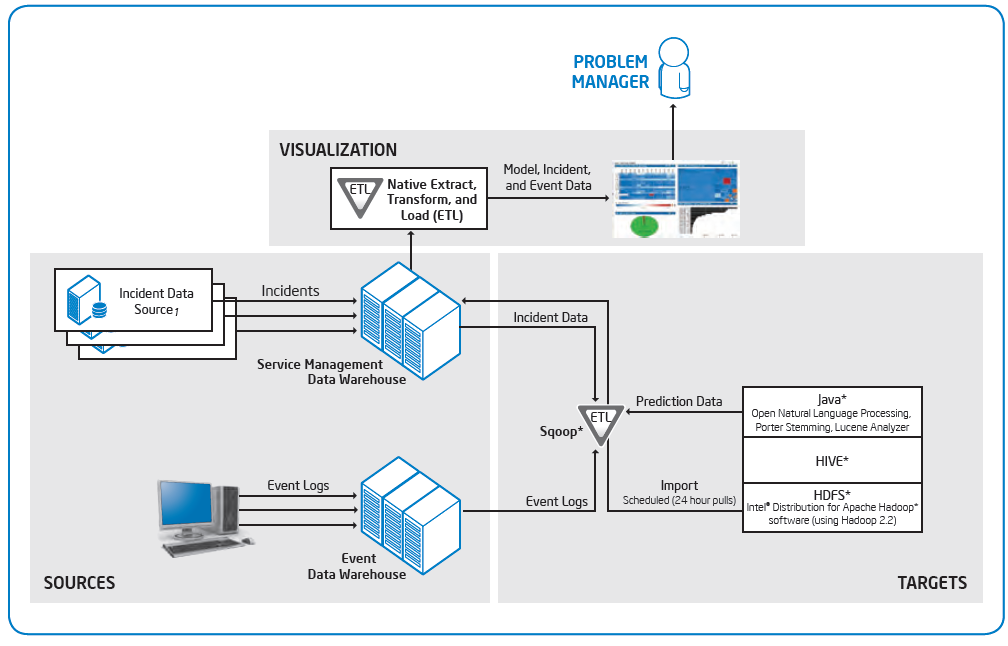 PROBLEM
MANAGER
VISUALIZATION
ETL
Native Extract,
Transform, and
Load (ETL)
Model, Incident,
and Event Data
Incident Data
Source1
Incidents
Service Management
Data Warehouse
Incident Data
Prediction Data
ETL
Sqoop*
Java*
Open Natural Language Processing,
Porter Stemming, Lucene Analyzer
HIVE*
HDFS*
Intel® Distribution for Apache Hadoop*
software (using Hadoop 2.2)
Import
Scheduled (24 hour pulls)
Event Logs
Event Logs
Event
Data Warehouse
SOURCES
TARGETS